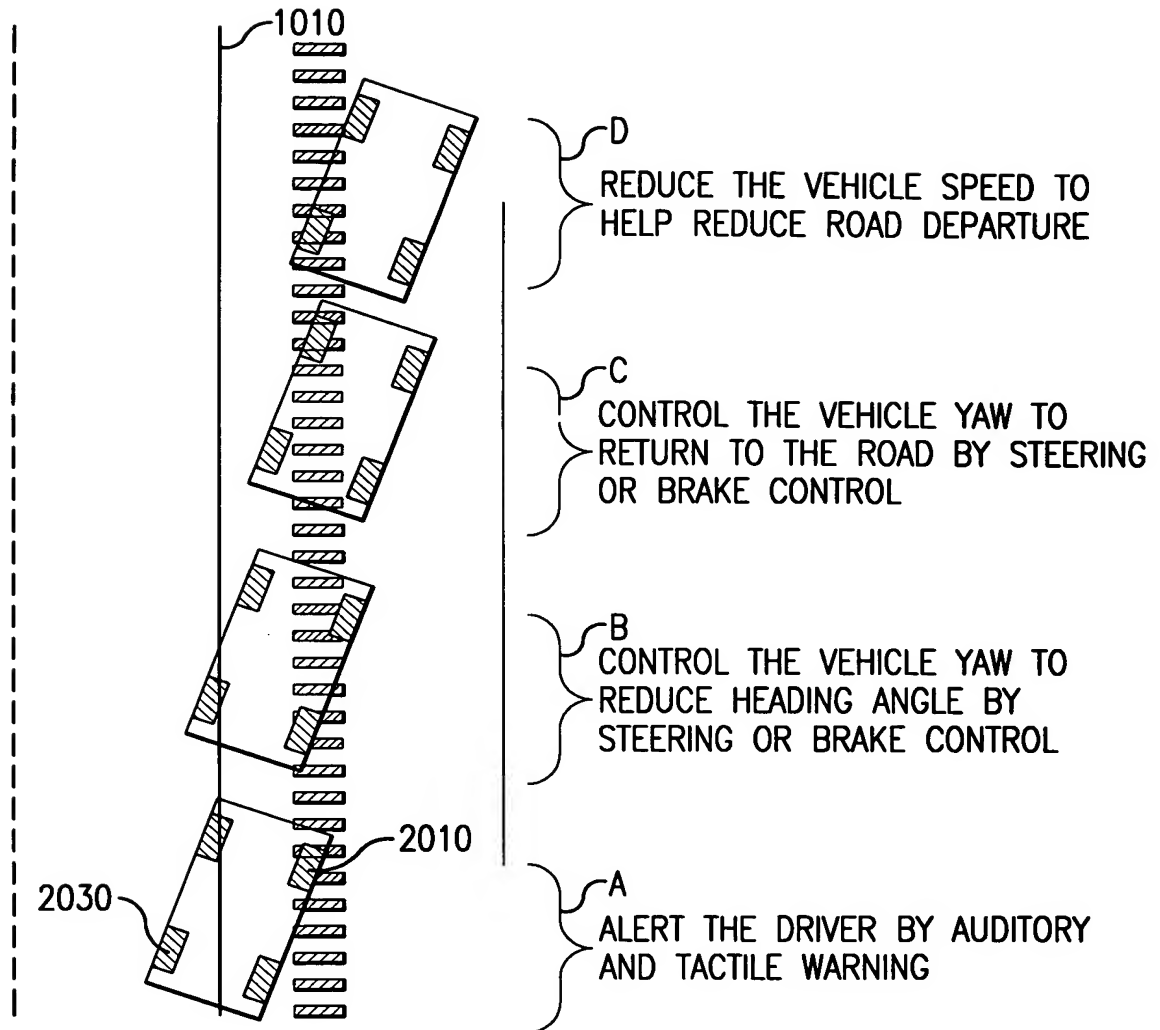 1010
D
REDUCE THE VEHICLE SPEED TO
HELP REDUCE ROAD DEPARTURE
C
CONTROL THE VEHICLE YAW TO
RETURN TO THE ROAD BY STEERING
OR BRAKE CONTROL
B
CONTROL THE VEHICLE YAW TO
REDUCE HEADING ANGLE BY
STEERING OR BRAKE CONTROL
2010
2030
A
ALERT THE DRIVER BY AUDITORY
AND TACTILE WARNING